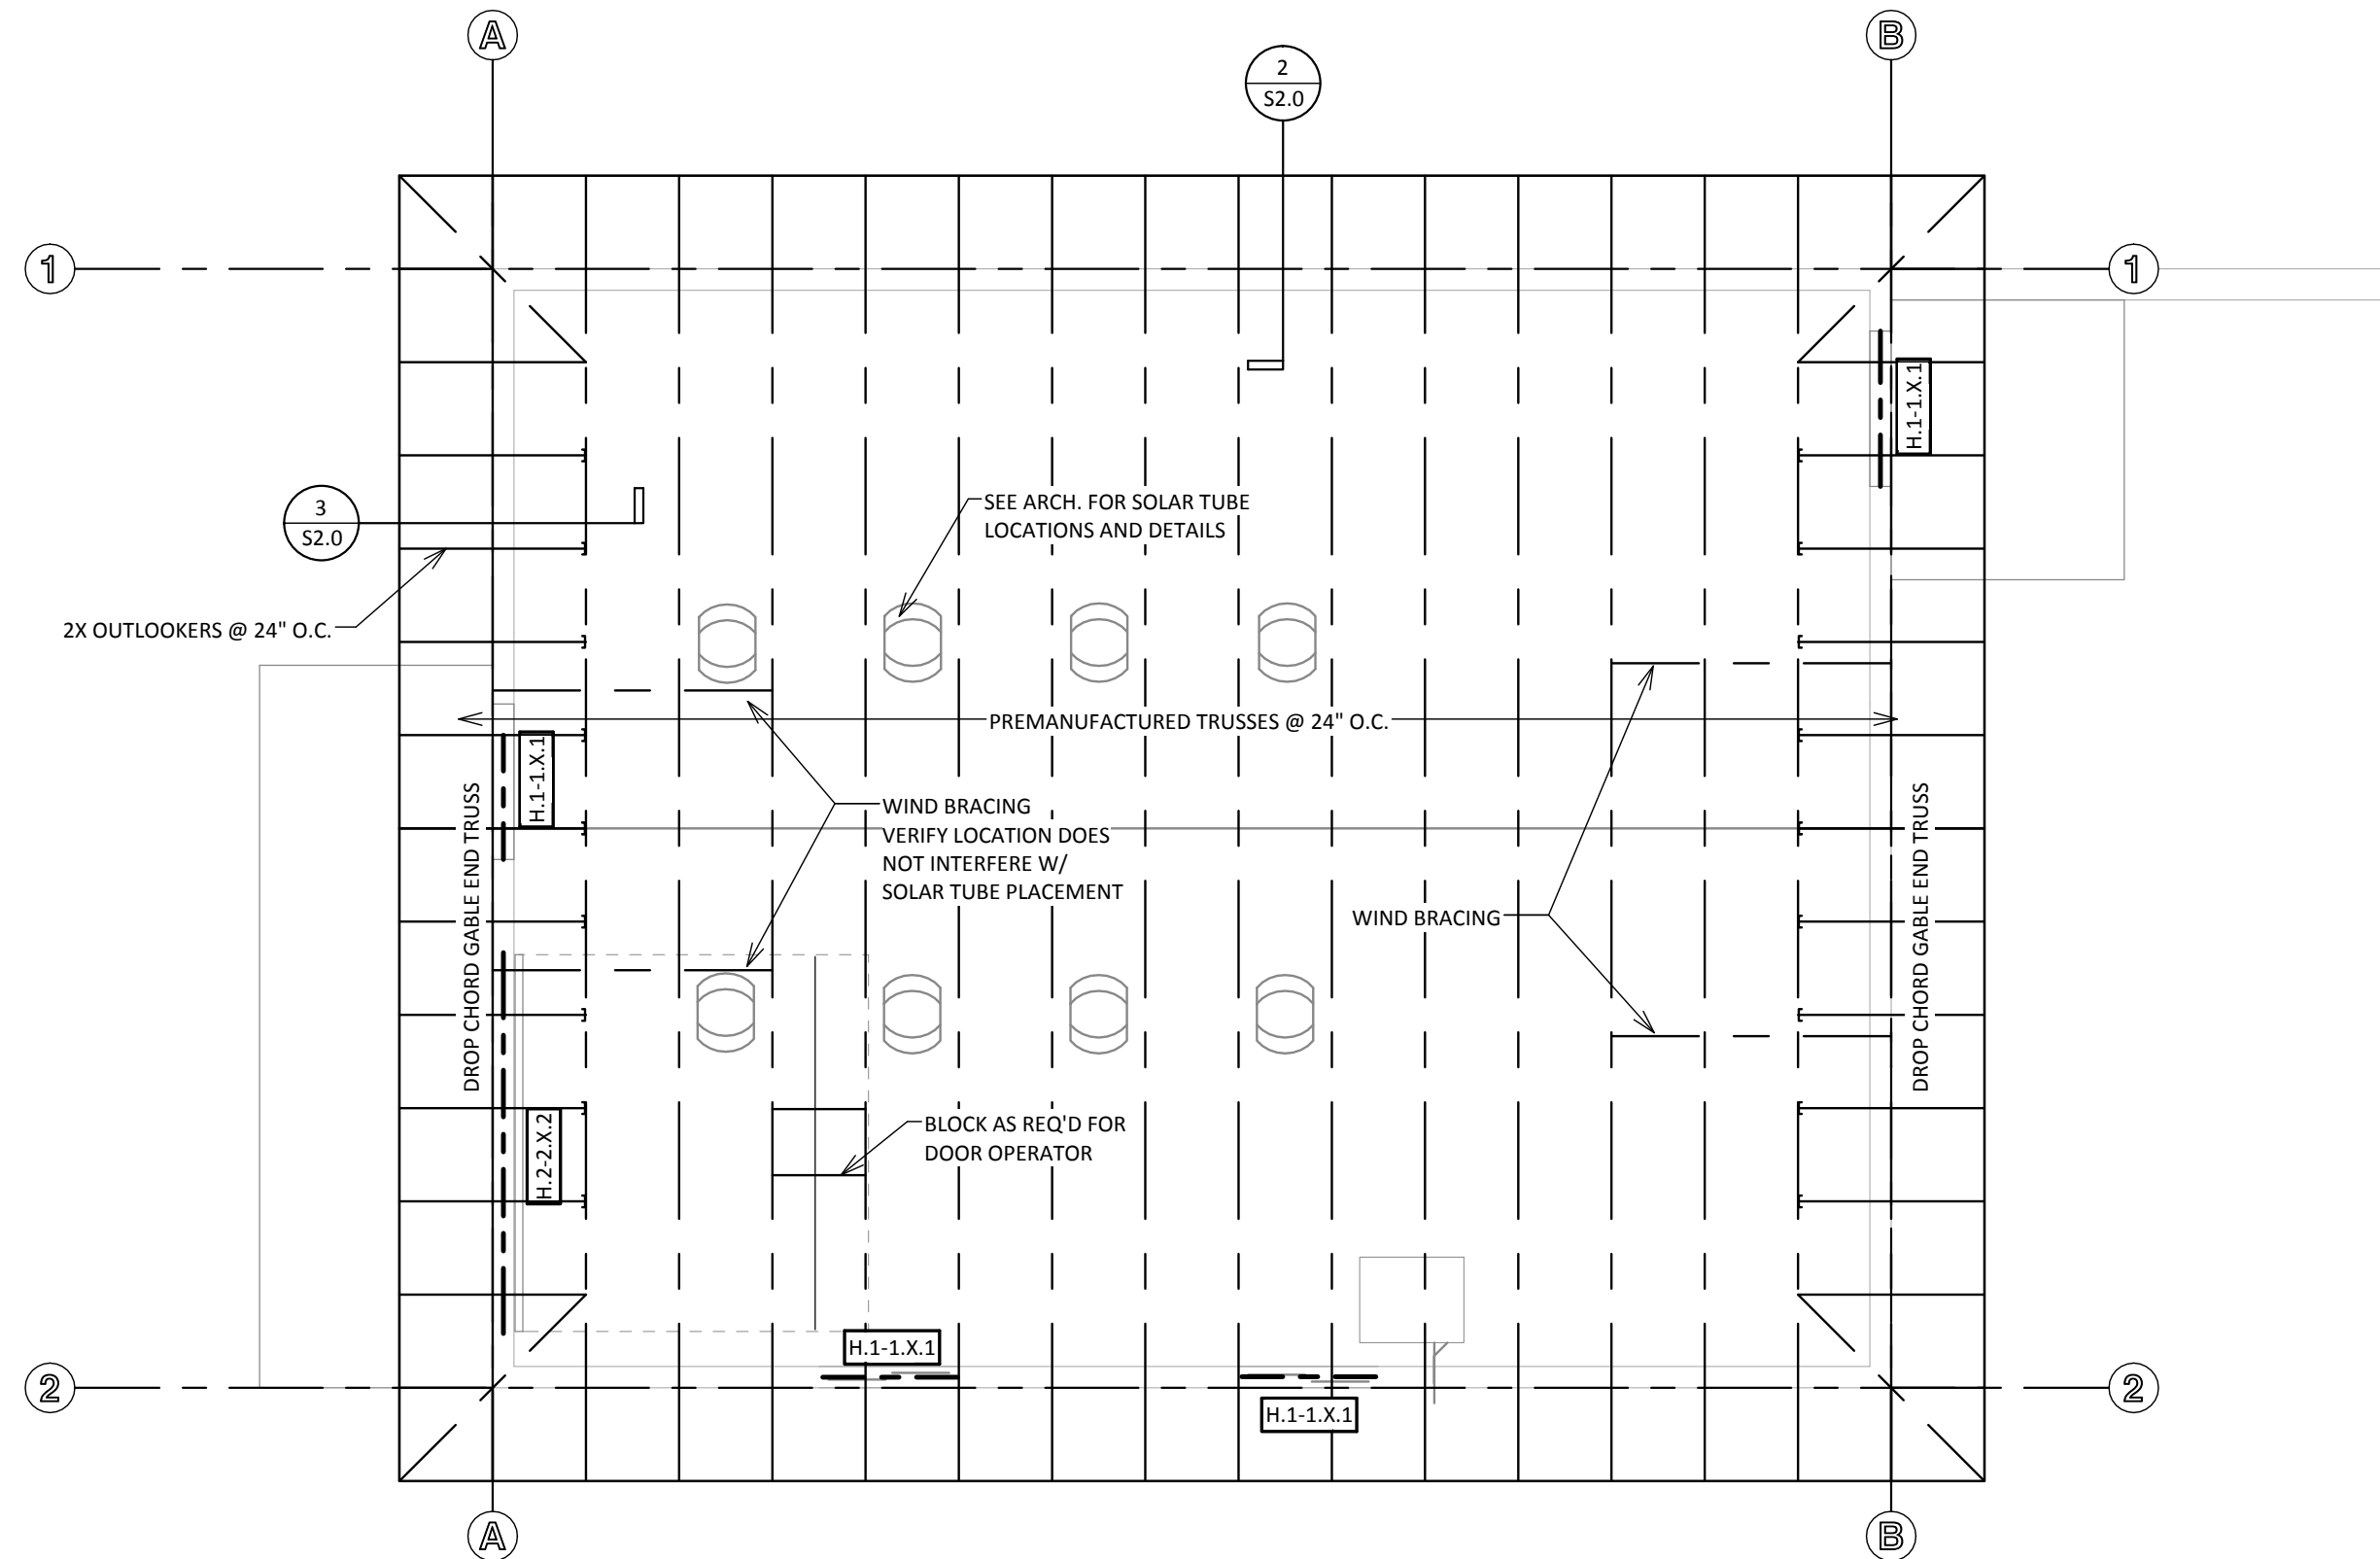 A
B
2
S2.0
1
1
H.1-1.X.1
SEE ARCH. FOR SOLAR TUBE
LOCATIONS AND DETAILS
3
S2.0
2X OUTLOOKERS @ 24" O.C.
PREMANUFACTURED TRUSSES @ 24" O.C.
H.1-1.X.1
DROP CHORD GABLE END TRUSS
WIND BRACING
VERIFY LOCATION DOES
NOT INTERFERE W/
SOLAR TUBE PLACEMENT
WIND BRACING
DROP CHORD GABLE END TRUSS
H.2-2.X.2
BLOCK AS REQ'D FOR
DOOR OPERATOR
H.1-1.X.1
2
2
H.1-1.X.1
A
B